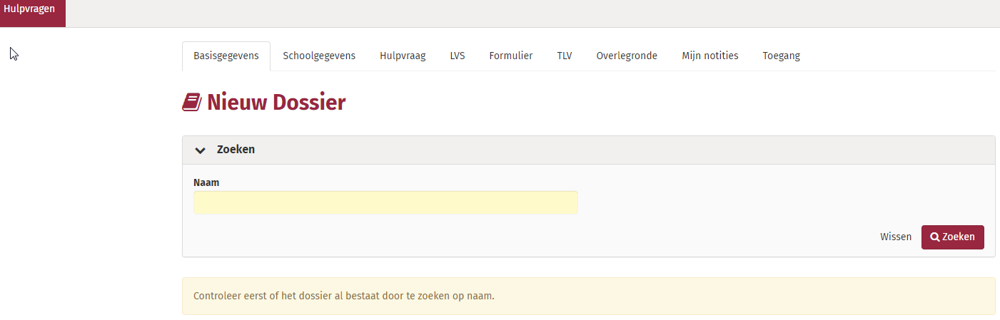 Hulpvragen
Basisgegevens Schoolgegevens Hulpvraag LVS Formulier TLV Overlegronde Mijn notities Toegang
Nieuw Dossier
Zoeken
Naam
Wissen Zoeken
Controleer eerst of het dossier al bestaat door te zoeken op naam.